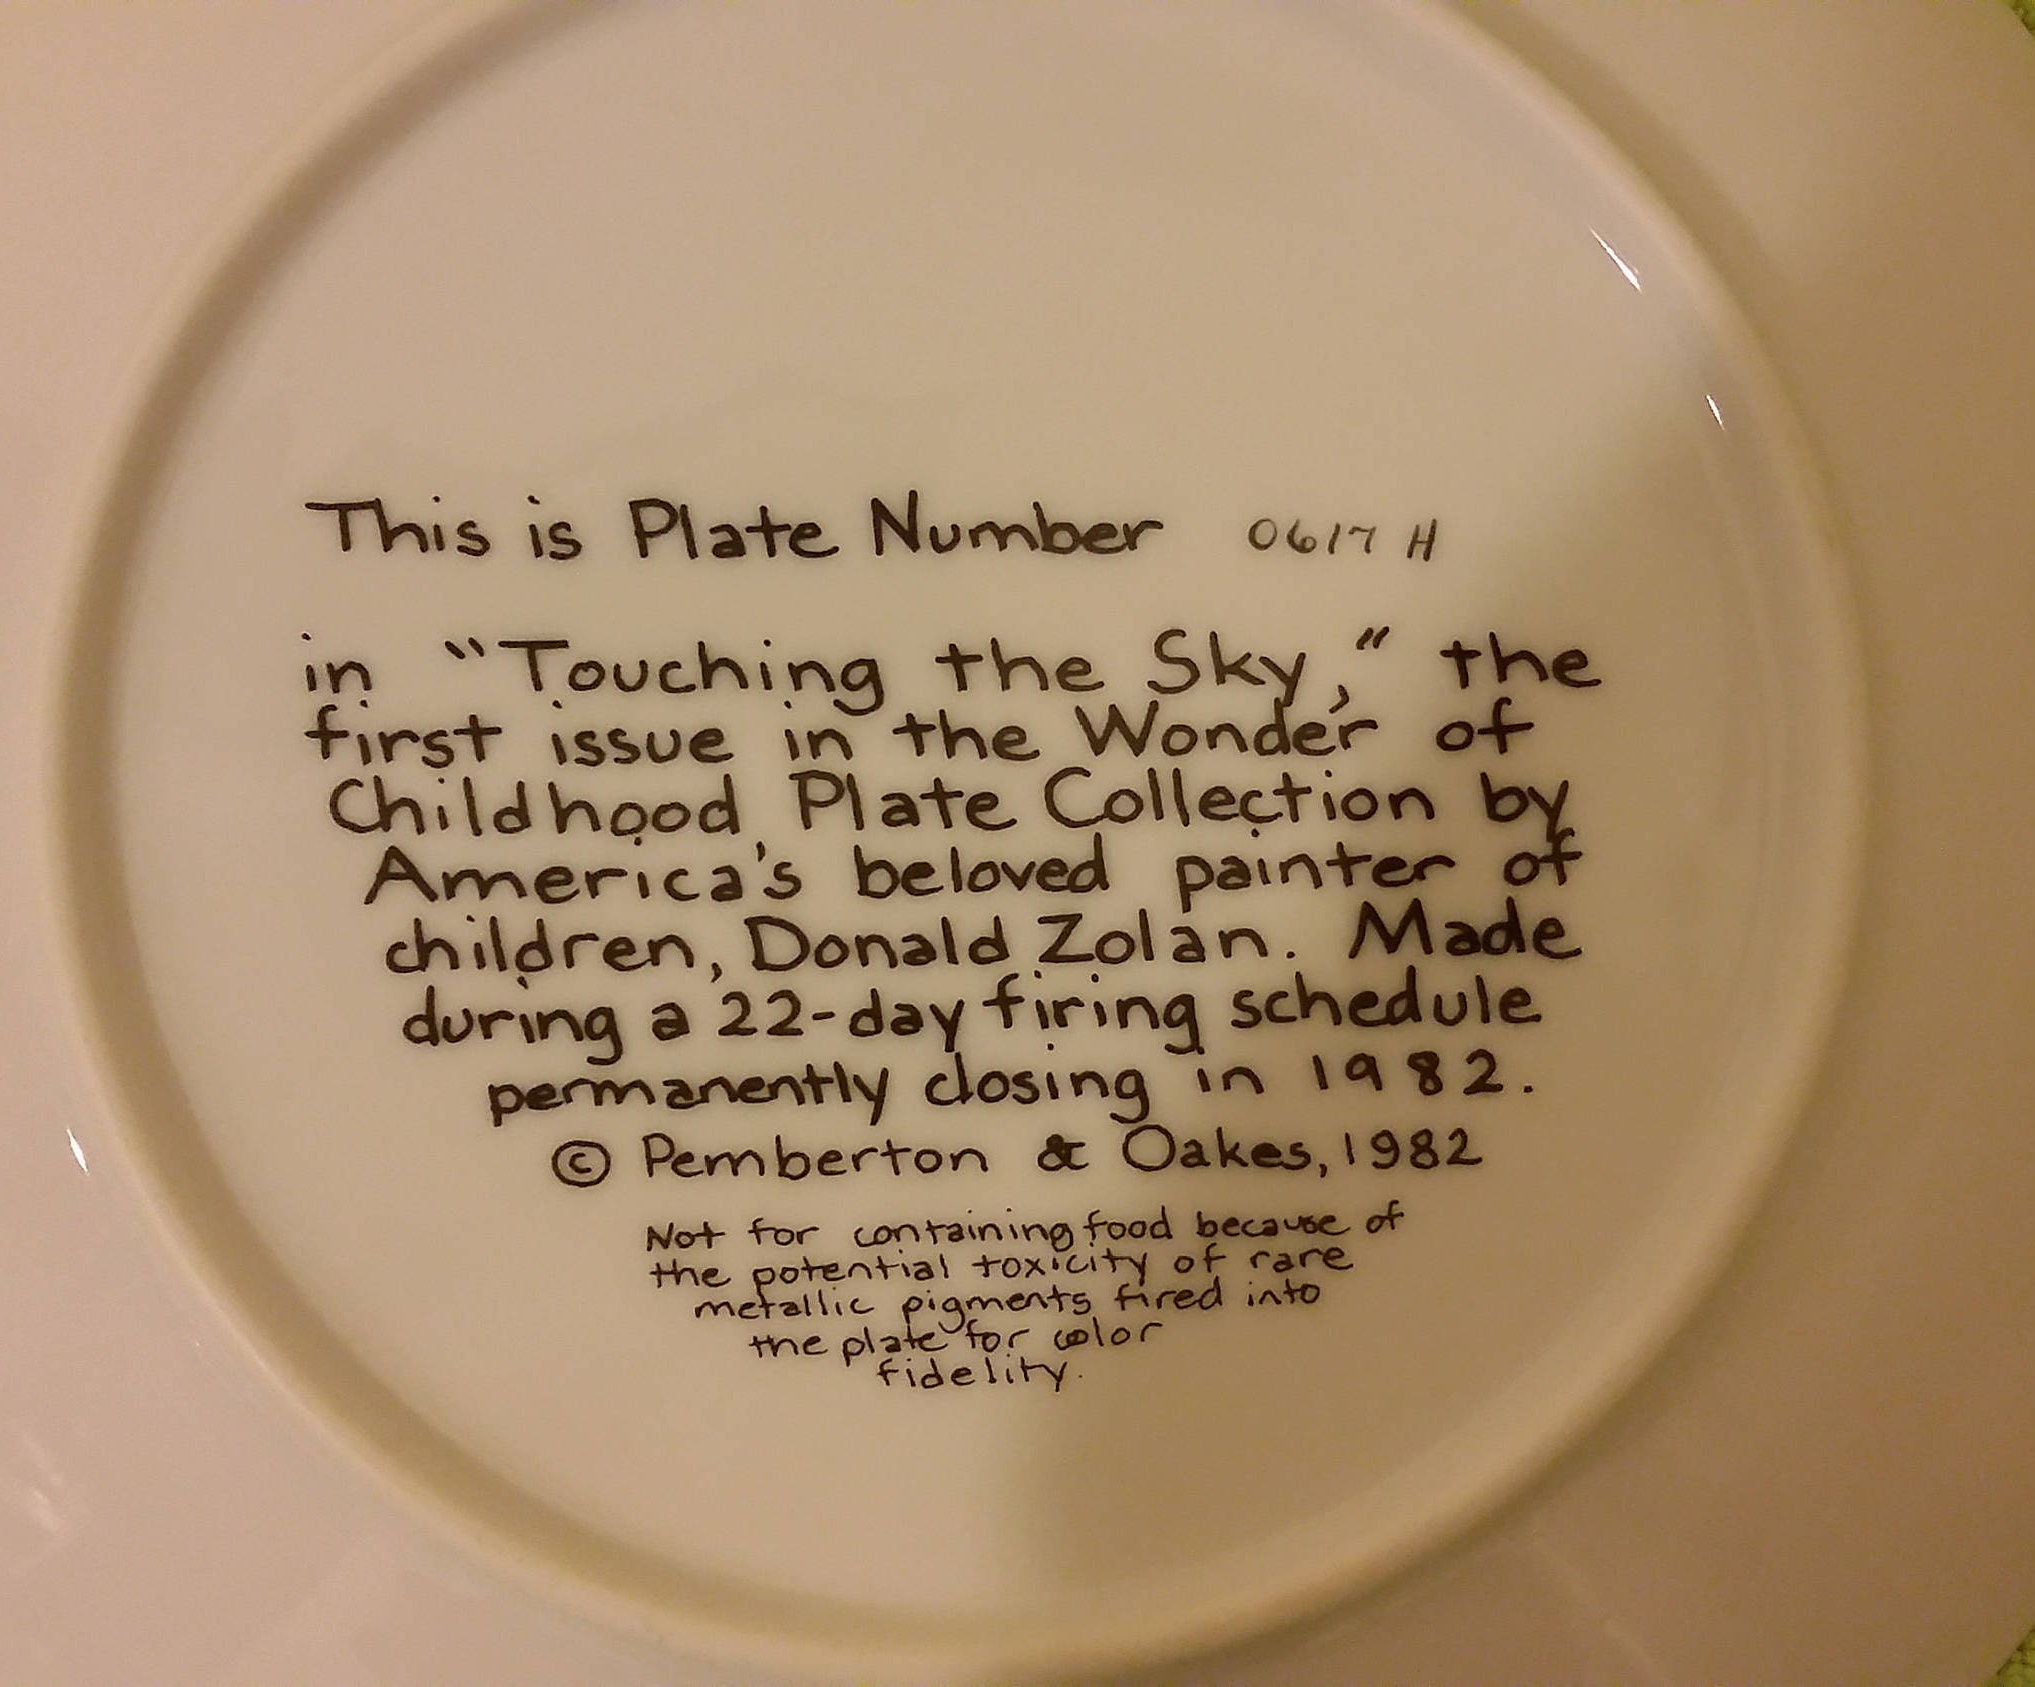 This is Plate Number 0617 H
in "Touching the Sky," the
first issue in the Wonder of
Childhood Plate Collection by
America's beloved painter of
children, Donald Zolan. Made
during a 22-day firing schedule
permanently closing in 1982.
© Pemberton & Oakes, 1982
Not for containing food because of
the potential toxicity of rare
metallic pigments fired into
the plate for color
fidelity.